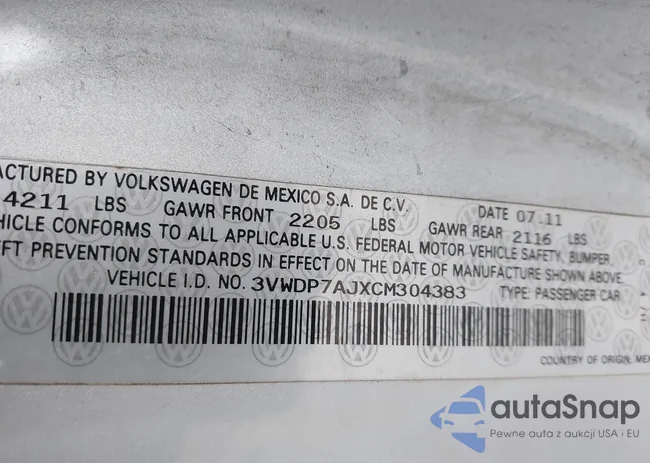 ACTURED BY VOLKSWAGEN DE MEXICO S.A. DE C.V. DATE 07.11
4211 LBS GAWR FRONT 2205 LBS GAWR REAR 2116 LBS
HICLE CONFORMS TO ALL APPLICABLE U.S. FEDERAL MOTOR VEHICLE SAFETY, BUMPER
EFT PREVENTION STANDARDS IN EFFECT ON THE DATE OF MANUFACTURE SHOWN ABOVE.
VEHICLE I.D. NO. 3VWDP7AJXCM304383 TYPE: PASSENGER CAR
COUNTRY OF ORIGIN, MEX
autaSnap
Pewne auta z aukcji USA i EU